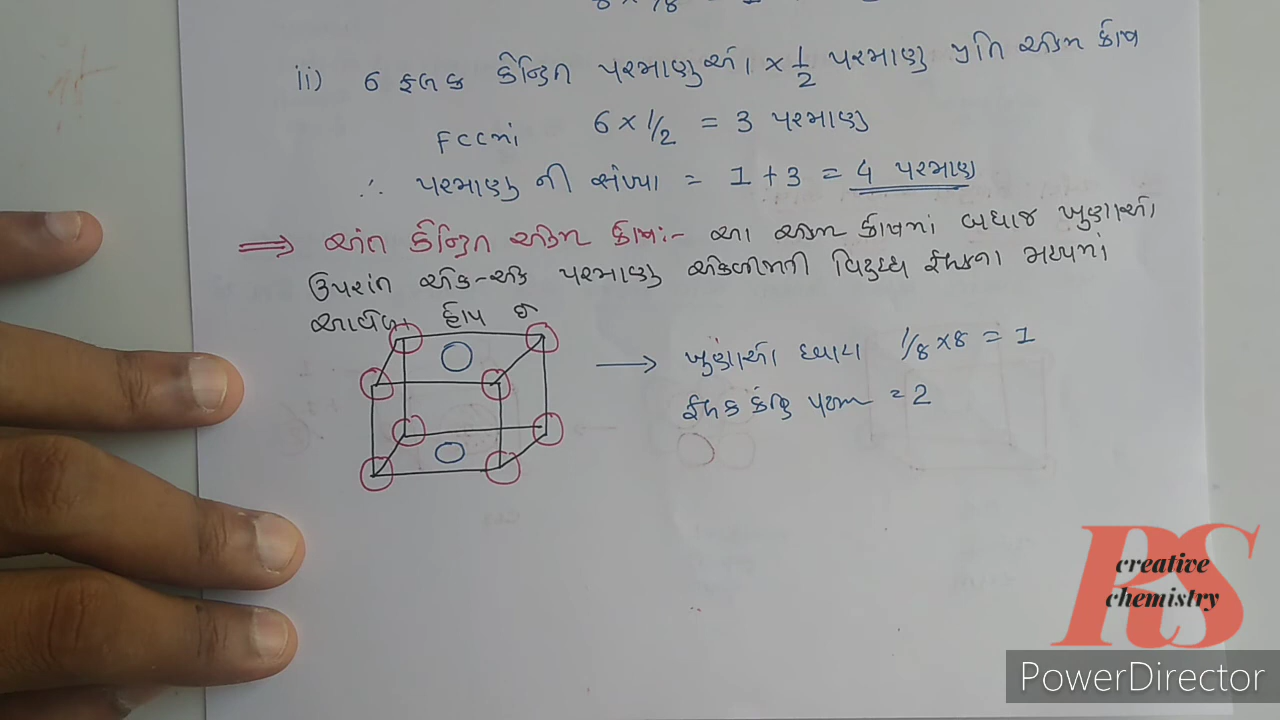 ii) 6 ફલક કેન્દ્રિત પરમાણુઓ × 1/2 પરમાણુ પ્રતિ એકમ કોષ
FCCમાં 6 × 1/2 = 3 પરમાણુ
∴ પરમાણુ ની સંખ્યા = 1 + 3 = 4 પરમાણુ
⇒ અંત કેન્દ્રિત એકમ કોષ:- આ એકમ કોષમાં બધાજ ખુણાઓ
ઉપરાંત એક-એક પરમાણુ એકબીજાની વિરુદ્ધ ફલકના મધ્યમાં
આવેલા હોય છે
→ ખુણાઓ 1/8 × 8 = 1
ફલક = 2
RS
creative
chemistry
PowerDirector